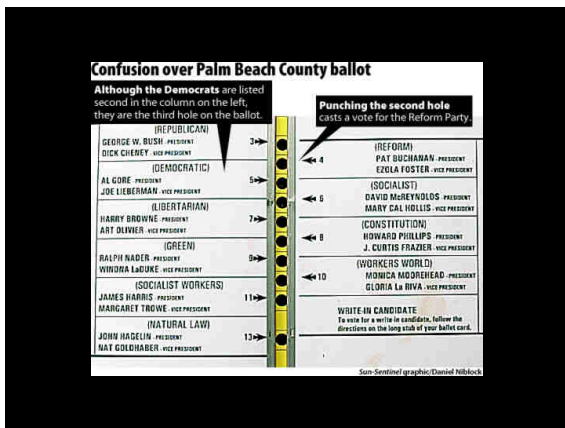 Confusion over Palm Beach County ballot
Although the Democrats are listed
second in the column on the left,
they are the third hole on the ballot.
Punching the second hole
casts a vote for the Reform Party.
(REPUBLICAN)
GEORGE W. BUSH - PRESIDENT
DICK CHENEY - VICE PRESIDENT
3
(DEMOCRATIC)
AL GORE - PRESIDENT
JOE LIEBERMAN - VICE PRESIDENT
5
(LIBERTARIAN)
HARRY BROWNE - PRESIDENT
ART OLIVIER - VICE PRESIDENT
7
(GREEN)
RALPH NADER - PRESIDENT
WINONA LaDUKE - VICE PRESIDENT
9
(SOCIALIST WORKERS)
JAMES HARRIS - PRESIDENT
MARGARET TROWE - VICE PRESIDENT
11
(NATURAL LAW)
JOHN HAGELIN - PRESIDENT
NAT GOLDHABER - VICE PRESIDENT
13
(REFORM)
4
PAT BUCHANAN - PRESIDENT
EZOLA FOSTER - VICE PRESIDENT
(SOCIALIST)
6
DAVID McREYNOLDS - PRESIDENT
MARY CAL HOLLIS - VICE PRESIDENT
(CONSTITUTION)
8
HOWARD PHILLIPS - PRESIDENT
J. CURTIS FRAZIER - VICE PRESIDENT
(WORKERS WORLD)
10
MONICA MOOREHEAD - PRESIDENT
GLORIA La RIVA - VICE PRESIDENT
WRITE-IN CANDIDATE
To vote for a write-in candidate, follow the
directions on the long stub of your ballot card.
Sun-Sentinel graphic/Daniel Niblock